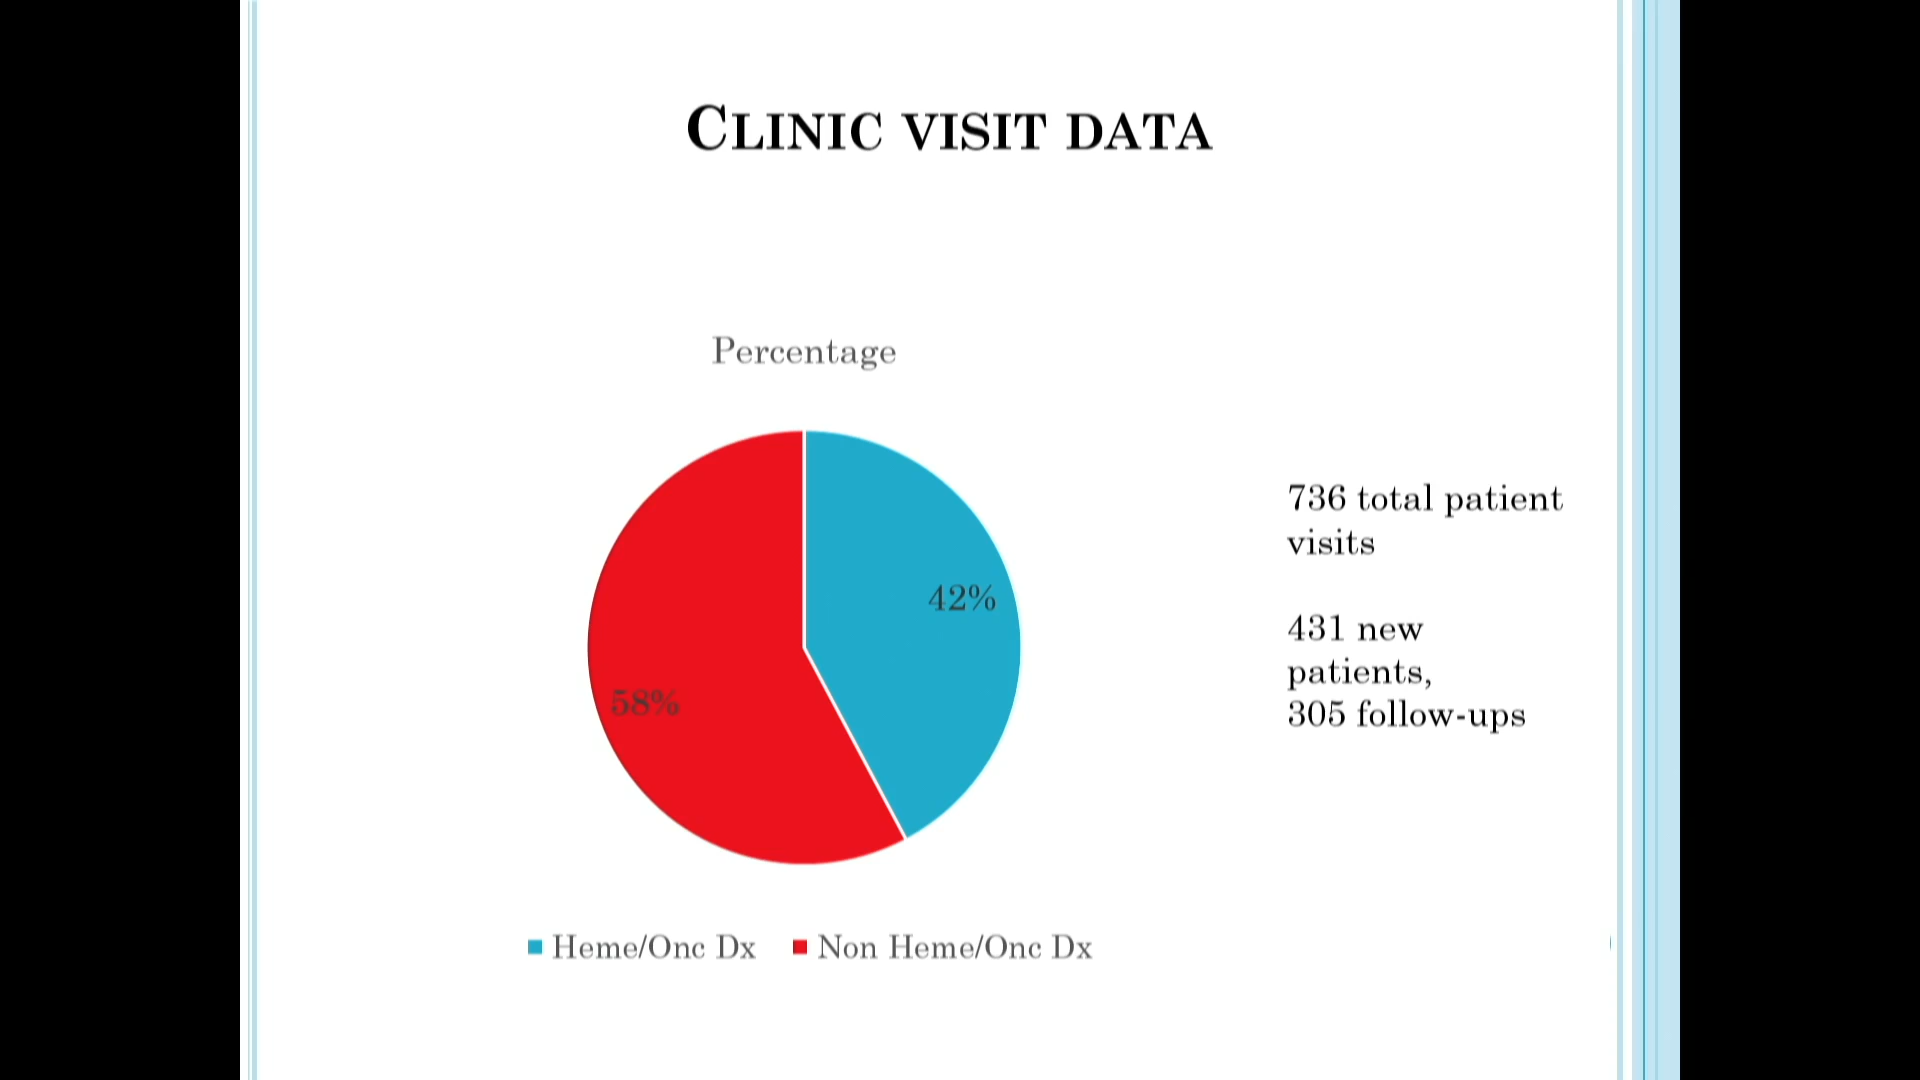 Clinic visit data
Percentage
42%
58%
Heme/Onc Dx
Non Heme/Onc Dx
736 total patient
visits
431 new
patients,
305 follow-ups